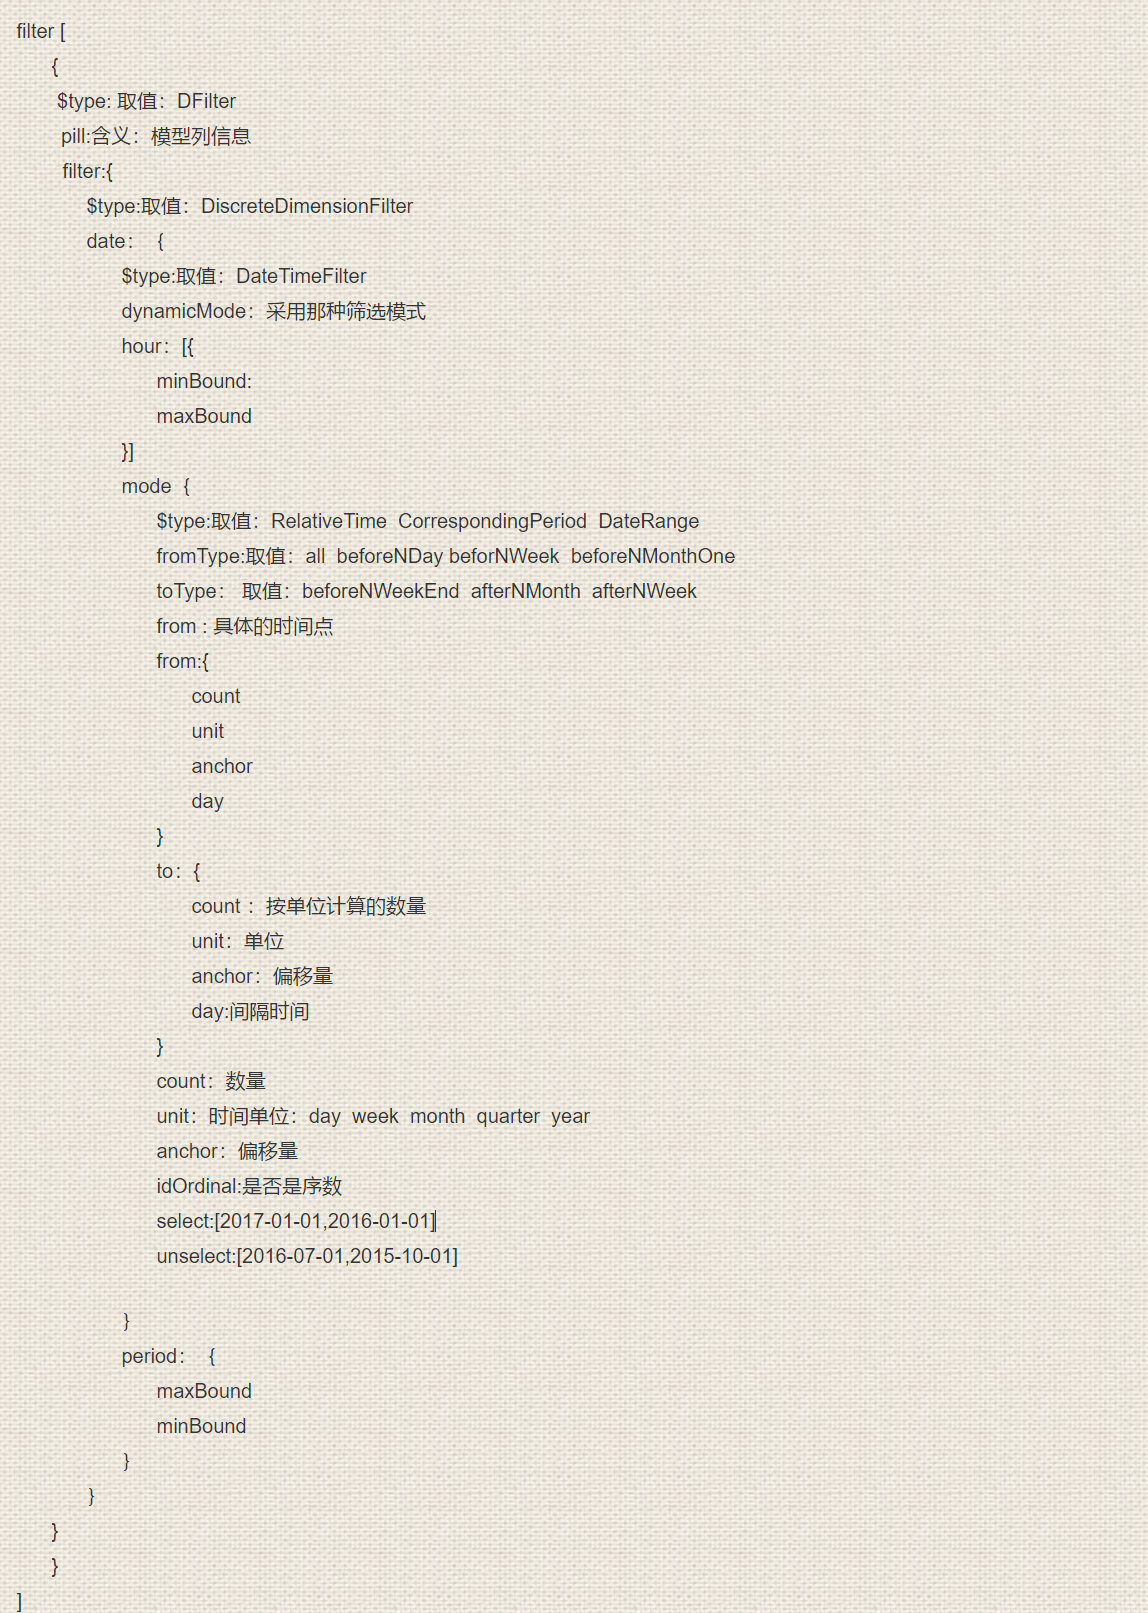 filter [
{
$type: 取值：DFilter
pill:含义：模型列信息
filter:{
$type:取值：DiscreteDimensionFilter
date： {
$type:取值：DateTimeFilter
dynamicMode：采用那种筛选模式
hour：[{
minBound:
maxBound
}]
mode {
$type:取值：RelativeTime CorrespondingPeriod DateRange
fromType:取值：all beforeNDay beforNWeek beforeNMonthOne
toType： 取值：beforeNWeekEnd afterNMonth afterNWeek
from : 具体的时间点
from:{
count
unit
anchor
day
}
to：{
count ：按单位计算的数量
unit：单位
anchor：偏移量
day:间隔时间
}
count：数量
unit：时间单位：day week month quarter year
anchor：偏移量
idOrdinal:是否是序数
select:[2017-01-01,2016-01-01]
unselect:[2016-07-01,2015-10-01]
}
period： {
maxBound
minBound
}
}
}
}
]